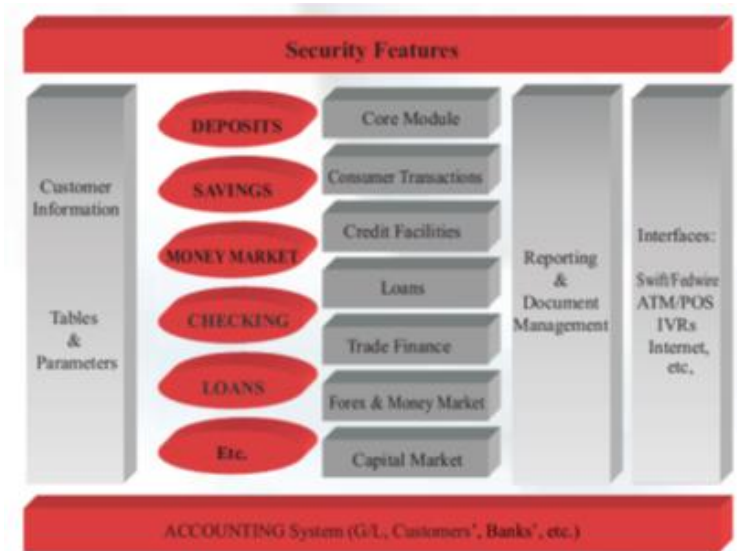 Security Features
Customer
Information
Tables
&
Parameters
DEPOSITS
SAVINGS
MONEY MARKET
CHECKING
LOANS
Etc.
Core Module
Consumer Transactions
Credit Facilities
Loans
Trade Finance
Forex & Money Market
Capital Market
Reporting
&
Document
Management
Interfaces:
Swift/Fedwire
ATM/POS
IVRs
Internet,
etc,
ACCOUNTING System (G/L, Customers', Banks', etc.)